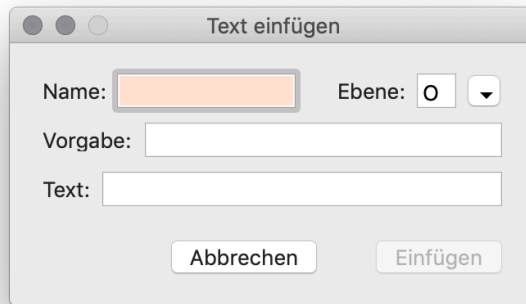 Text einfügen
Name: Ebene: O
Vorgabe:
Text:
Abbrechen Einfügen